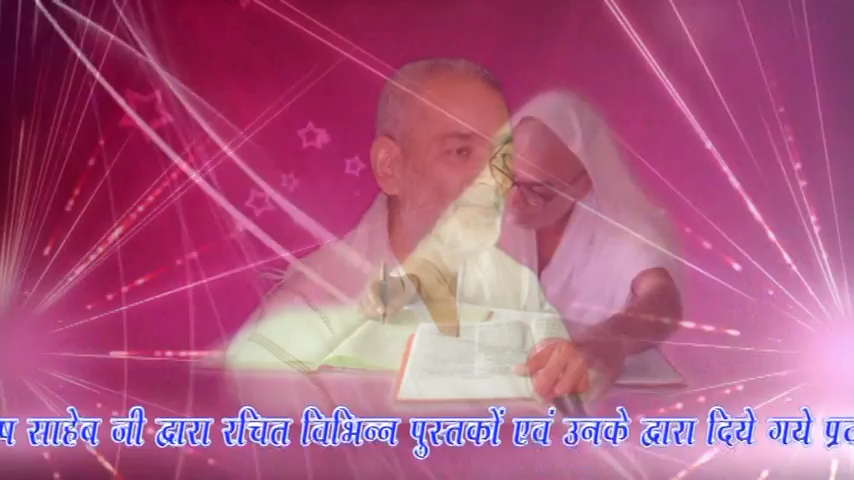 ष साहेब जी द्वारा रचित विभिन्न पुस्तकों एवं उनके द्वारा दिये गये प्र